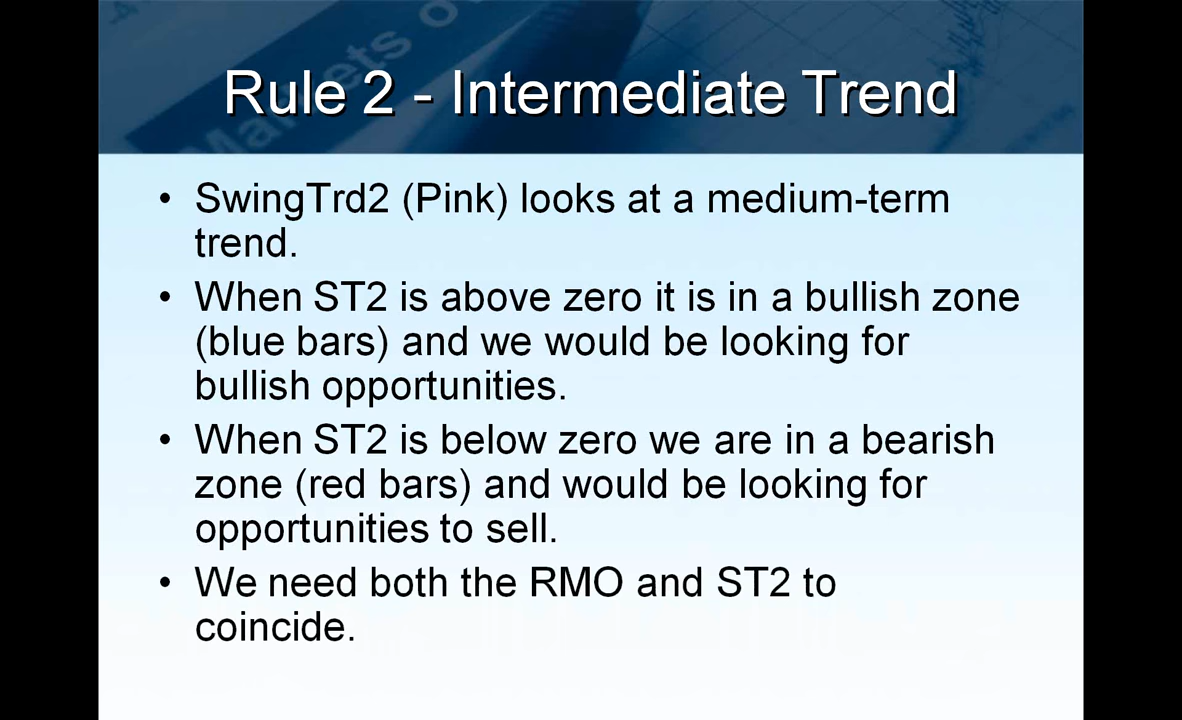 Markets o
Rule 2 - Intermediate Trend
• SwingTrd2 (Pink) looks at a medium-term
trend.
• When ST2 is above zero it is in a bullish zone
(blue bars) and we would be looking for
bullish opportunities.
• When ST2 is below zero we are in a bearish
zone (red bars) and would be looking for
opportunities to sell.
• We need both the RMO and ST2 to
coincide.